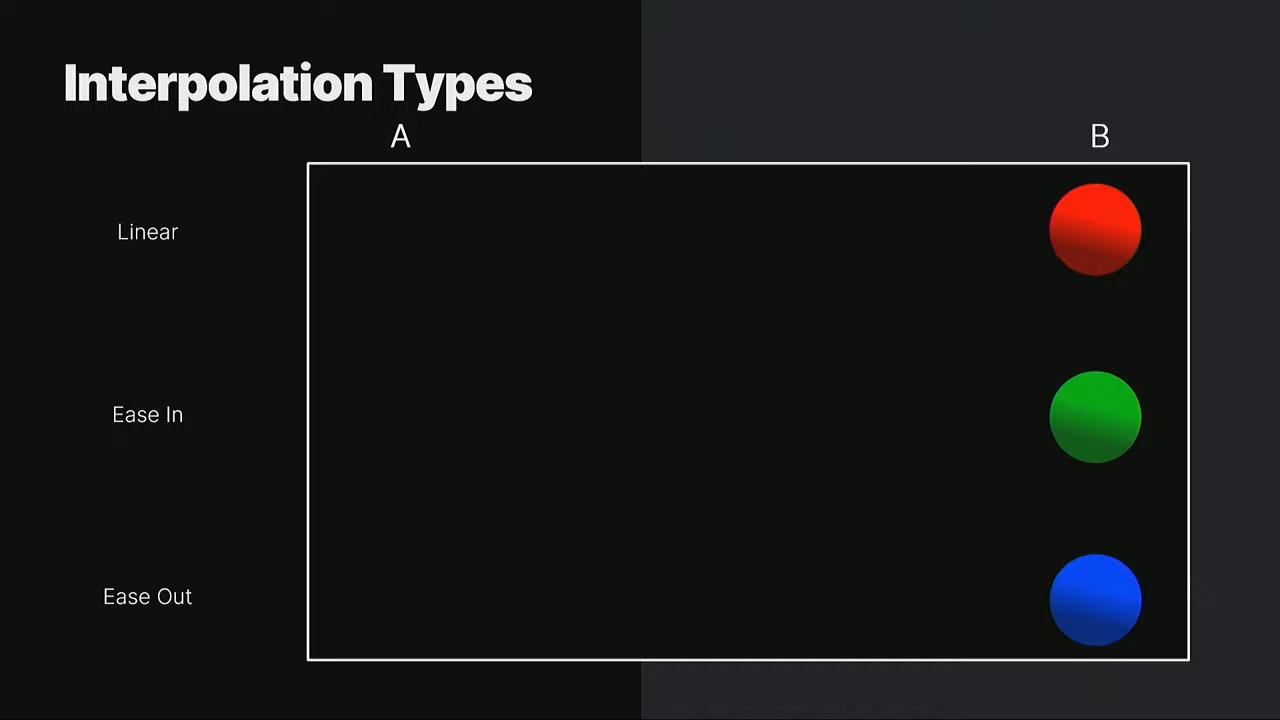 Interpolation Types
A
B
Linear
Ease In
Ease Out